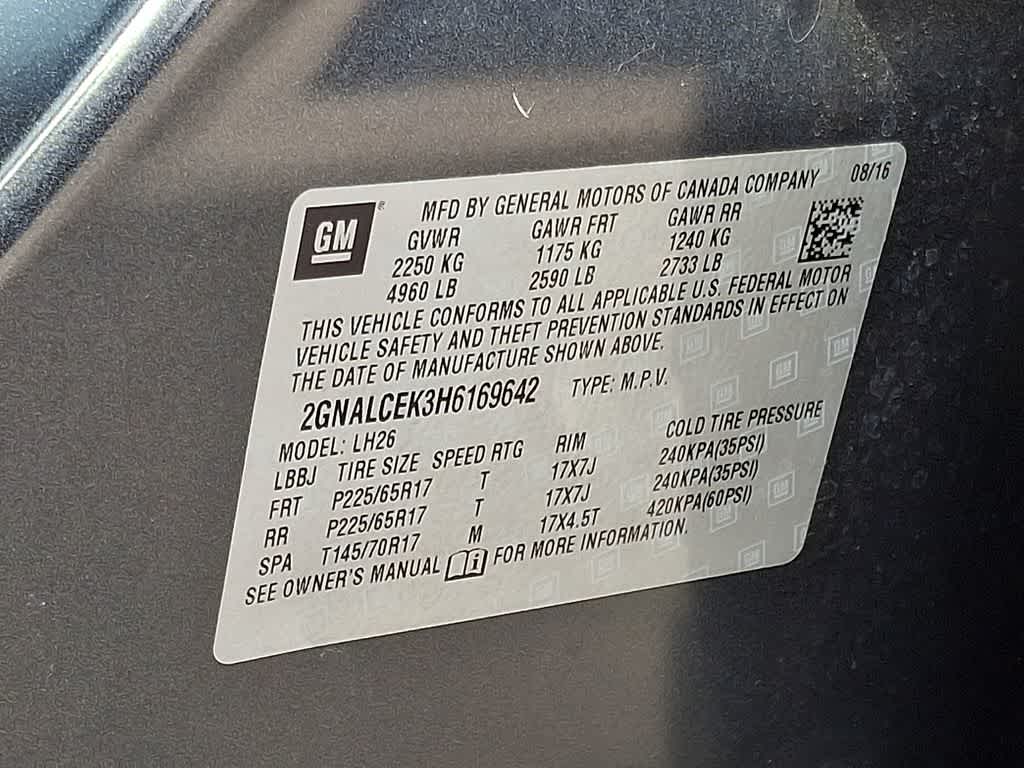 GM®
MFD BY GENERAL MOTORS OF CANADA COMPANY 08/16
GVWR GAWR FRT GAWR RR
2250 KG 1175 KG 1240 KG
4960 LB 2590 LB 2733 LB
THIS VEHICLE CONFORMS TO ALL APPLICABLE U.S. FEDERAL MOTOR
VEHICLE SAFETY AND THEFT PREVENTION STANDARDS IN EFFECT ON
THE DATE OF MANUFACTURE SHOWN ABOVE.
2GNALCEK3H6169642 TYPE: M.P.V.
MODEL: LH26
LBBJ TIRE SIZE SPEED RTG RIM COLD TIRE PRESSURE
FRT P225/65R17 T 17X7J 240KPA(35PSI)
RR P225/65R17 T 17X7J 240KPA(35PSI)
SPA T145/70R17 M 17X4.5T 420KPA(60PSI)
SEE OWNER'S MANUAL i FOR MORE INFORMATION.